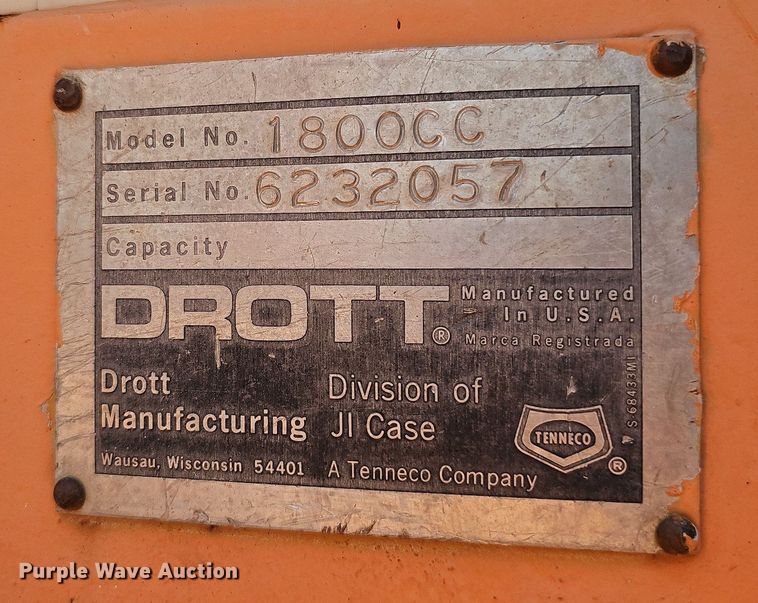 Model No. 1800CC
Serial No. 6232057
Capacity
DROTT®
Manufactured
In U.S.A.
Marca Registrada
Drott
Manufacturing
Wausau, Wisconsin 54401
Division of
JI Case
A Tenneco Company
TENNECO
®
S-68433M1
Purple Wave Auction